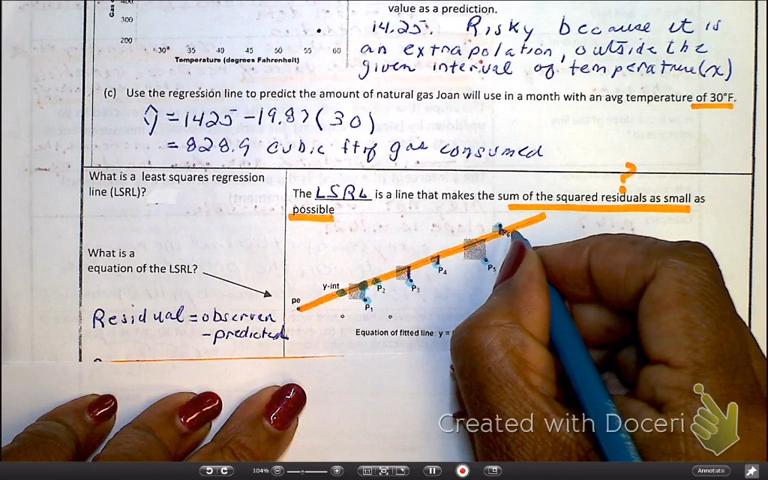 400
300
200
30 35 40 45 50 55 60
Temperature (degrees Fahrenheit)
value as a prediction.
1425. Risky because it is
an extrapolation, outside the
given interval of temperature(x)
(c) Use the regression line to predict the amount of natural gas Joan will use in a month with an avg temperature of 30°F.
ŷ = 1425 - 19.87(30)
= 828.9 cubic ft of gas consumed
What is a least squares regression
line (LSRL)?
?
The LSRL is a line that makes the sum of the squared residuals as small as
possible
What is a
equation of the LSRL?
y-int
P1
P2
P3
P4
P5
Residual = observed
- predicted
Equation of fitted line: y =
Created with Doceri
104%
Annotate